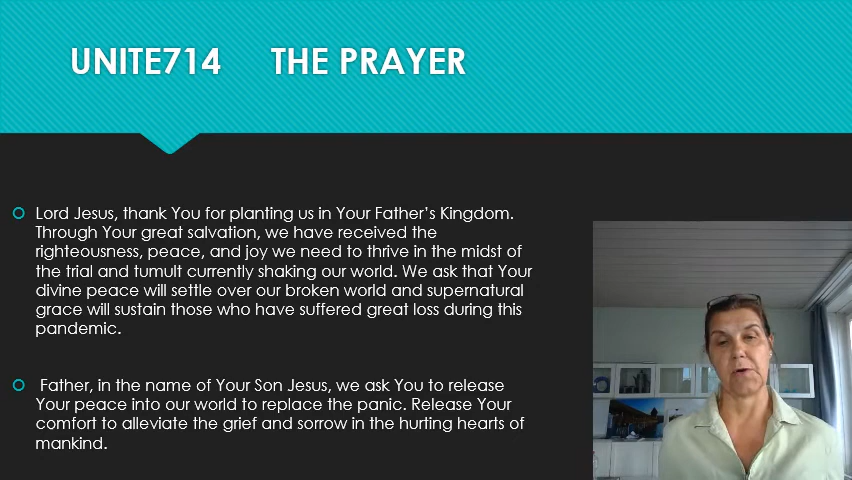 UNITE714 THE PRAYER
Lord Jesus, thank You for planting us in Your Father's Kingdom.
Through Your great salvation, we have received the
righteousness, peace, and joy we need to thrive in the midst of
the trial and tumult currently shaking our world. We ask that Your
divine peace will settle over our broken world and supernatural
grace will sustain those who have suffered great loss during this
pandemic.
Father, in the name of Your Son Jesus, we ask You to release
Your peace into our world to replace the panic. Release Your
comfort to alleviate the grief and sorrow in the hurting hearts of
mankind.